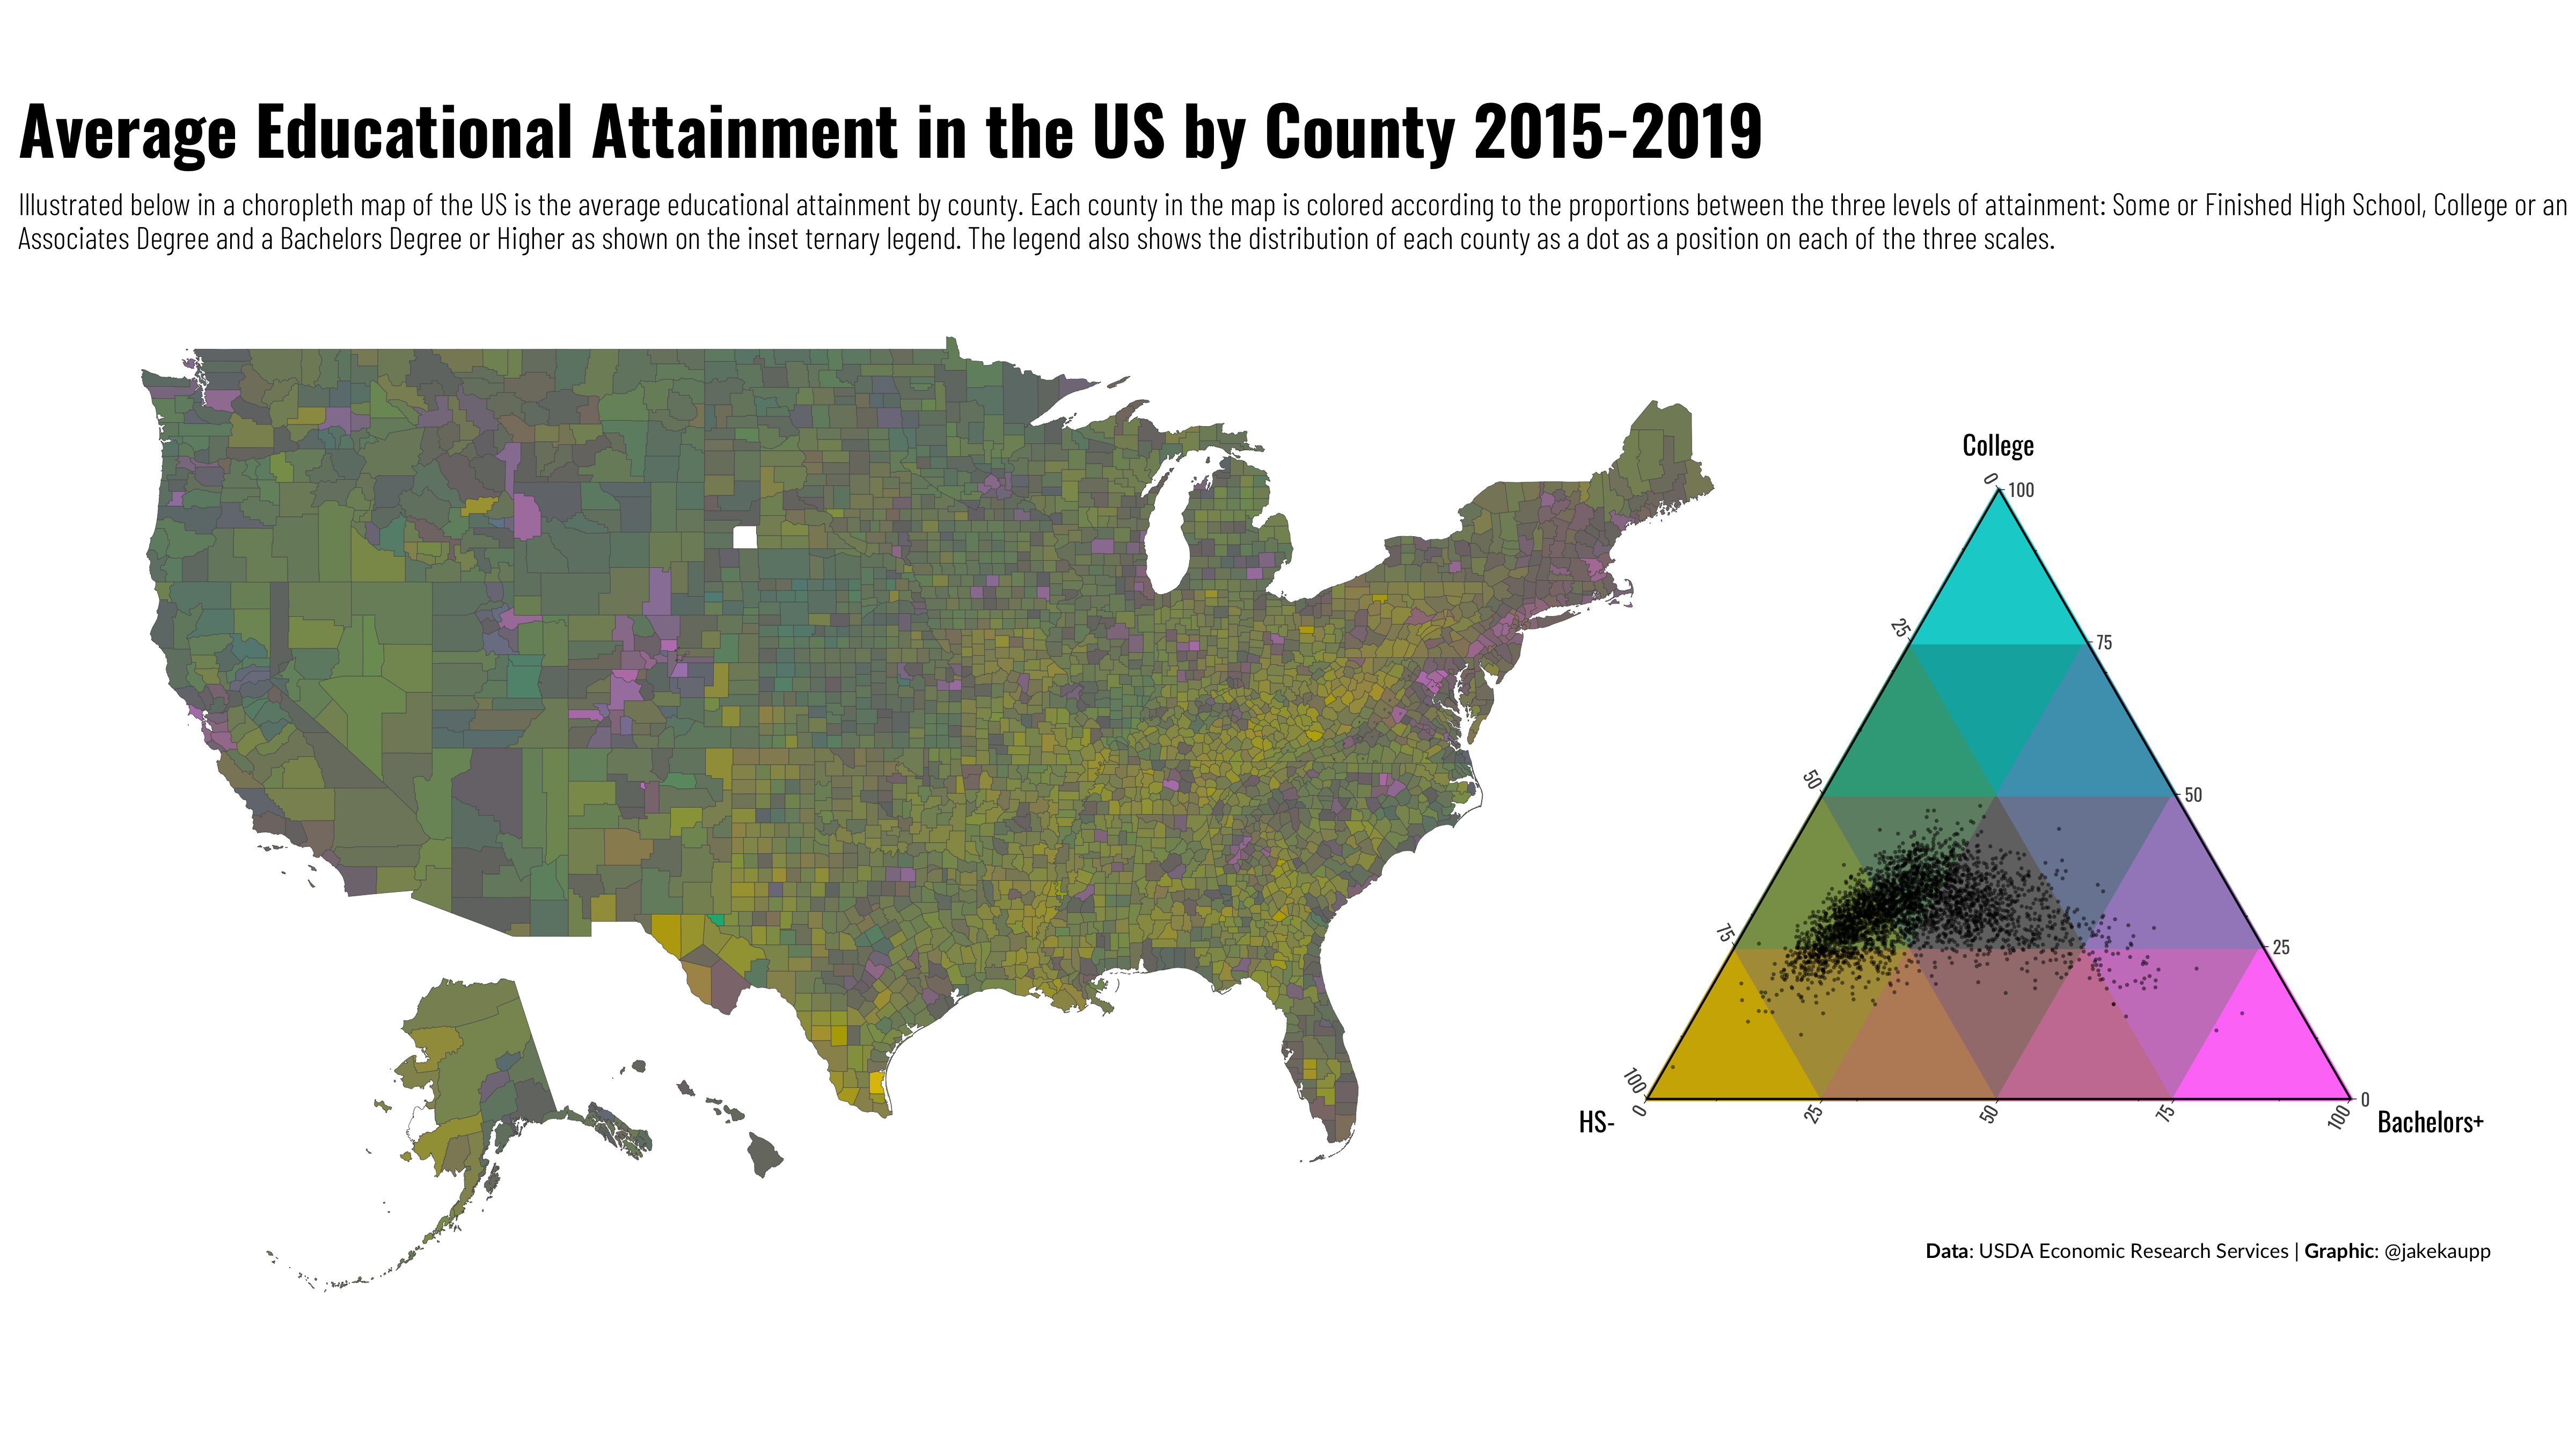 Average Educational Attainment in the US by County 2015-2019
Illustrated below in a choropleth map of the US is the average educational attainment by county. Each county in the map is colored according to the proportions between the three levels of attainment: Some or Finished High School, College or an
Associates Degree and a Bachelors Degree or Higher as shown on the inset ternary legend. The legend also shows the distribution of each county as a dot as a position on each of the three scales.
College
0 100
25 75
50 50
75 25
100 0
HS- 0 25 50 75 100 Bachelors+
Data: USDA Economic Research Services | Graphic: @jakekaupp